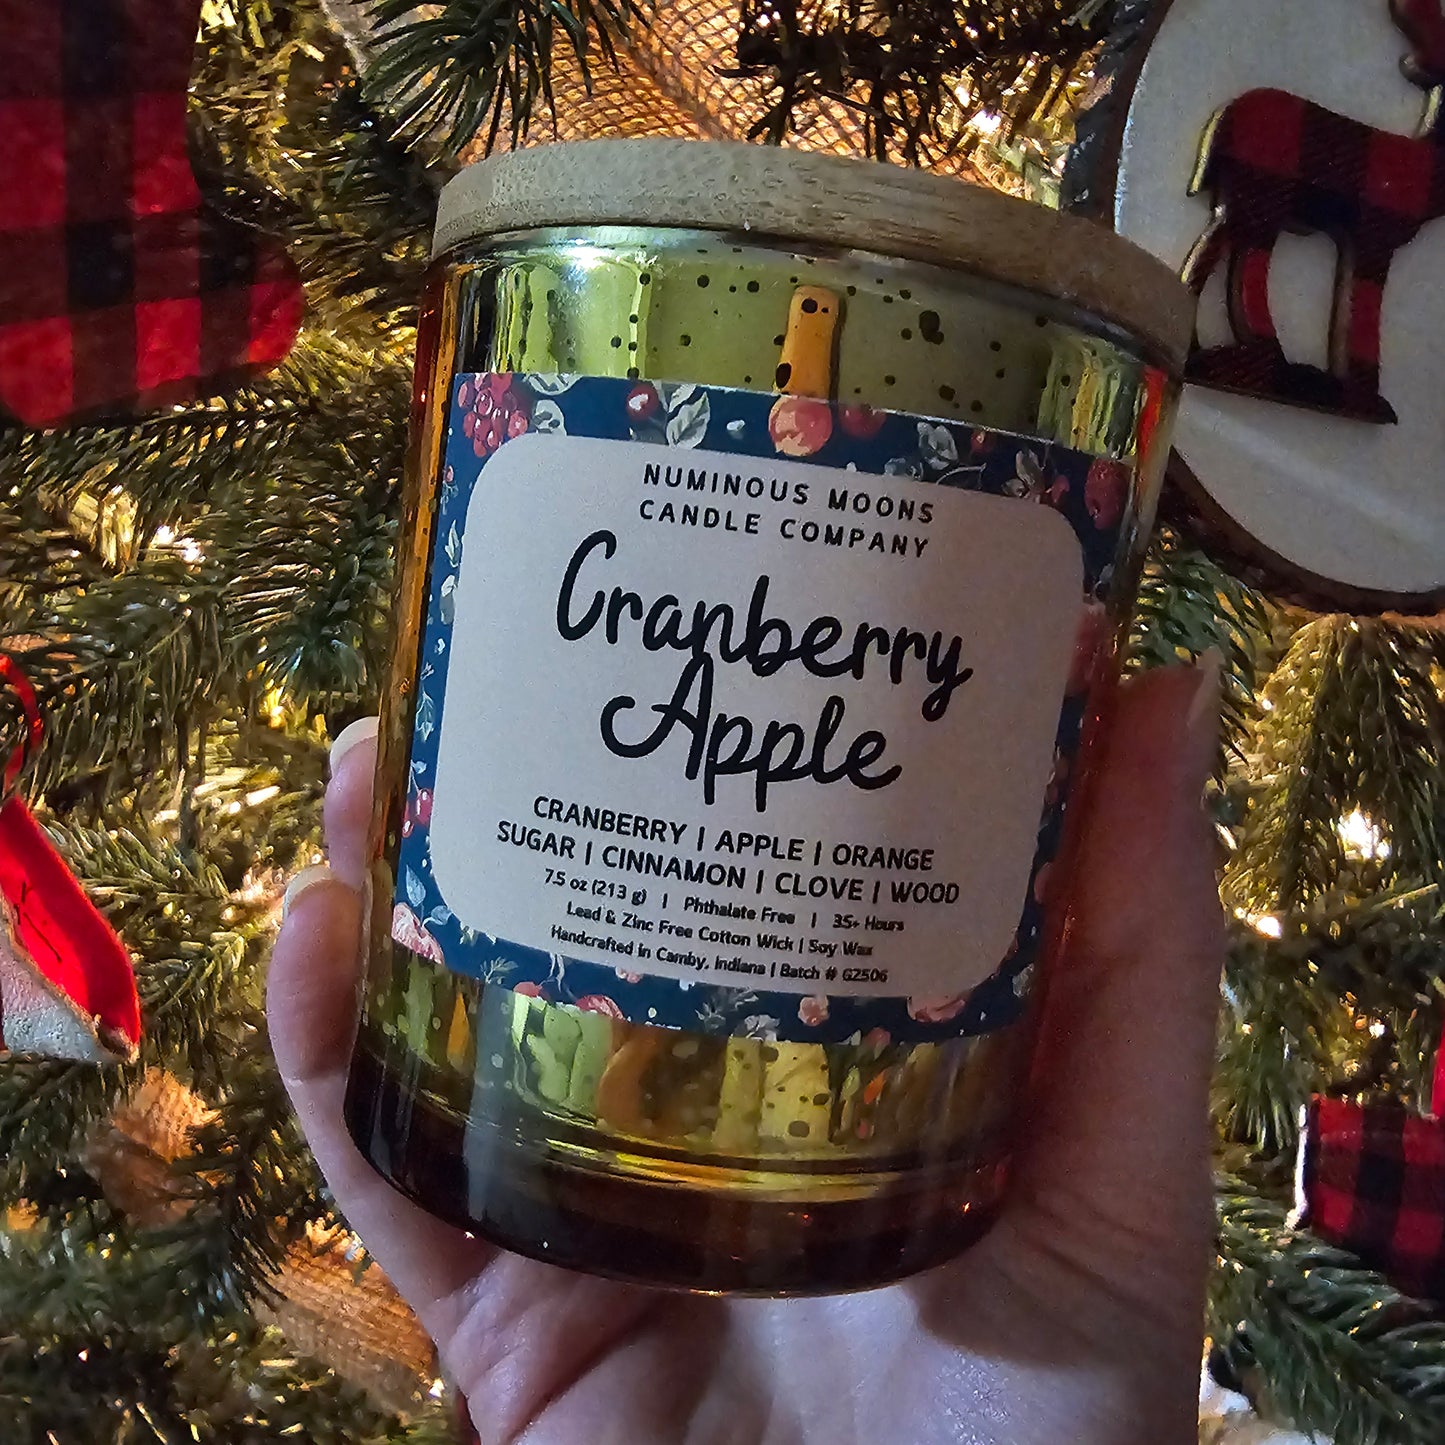 NUMINOUS MOONS
CANDLE COMPANY
Cranberry
Apple
CRANBERRY | APPLE | ORANGE
SUGAR | CINNAMON | CLOVE | WOOD
7.5 oz (213 g) | Phthalate Free | 35+ Hours
Lead & Zinc Free Cotton Wick | Soy Wax
Handcrafted in Camby, Indiana | Batch # G2506